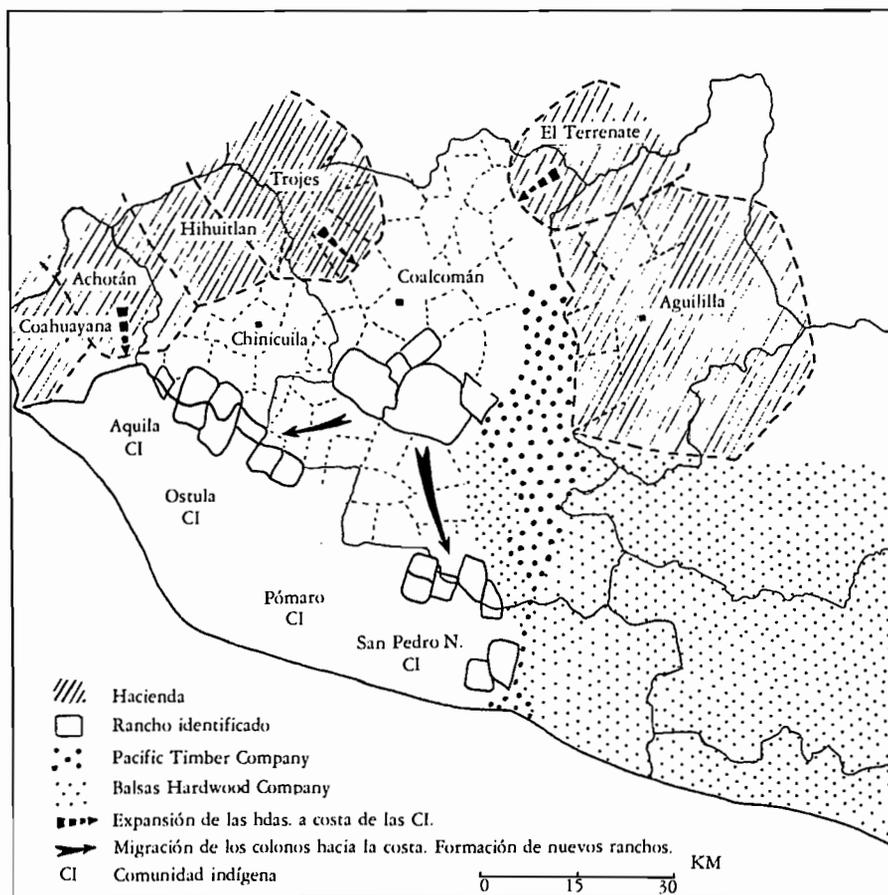 El Terrenate
Trojes
Hihuitlan
Achotán
Coalcomán
Aguililla
Coahuayana
Chinicuila
Aquila
CI
Ostula
CI
Pómaro
CI
San Pedro N.
CI
Hacienda
Rancho identificado
Pacific Timber Company
Balsas Hardwood Company
Expansión de las hdas. a costa de las CI.
Migración de los colonos hacia la costa. Formación de nuevos ranchos.
CI Comunidad indígena
KM
0 15 30